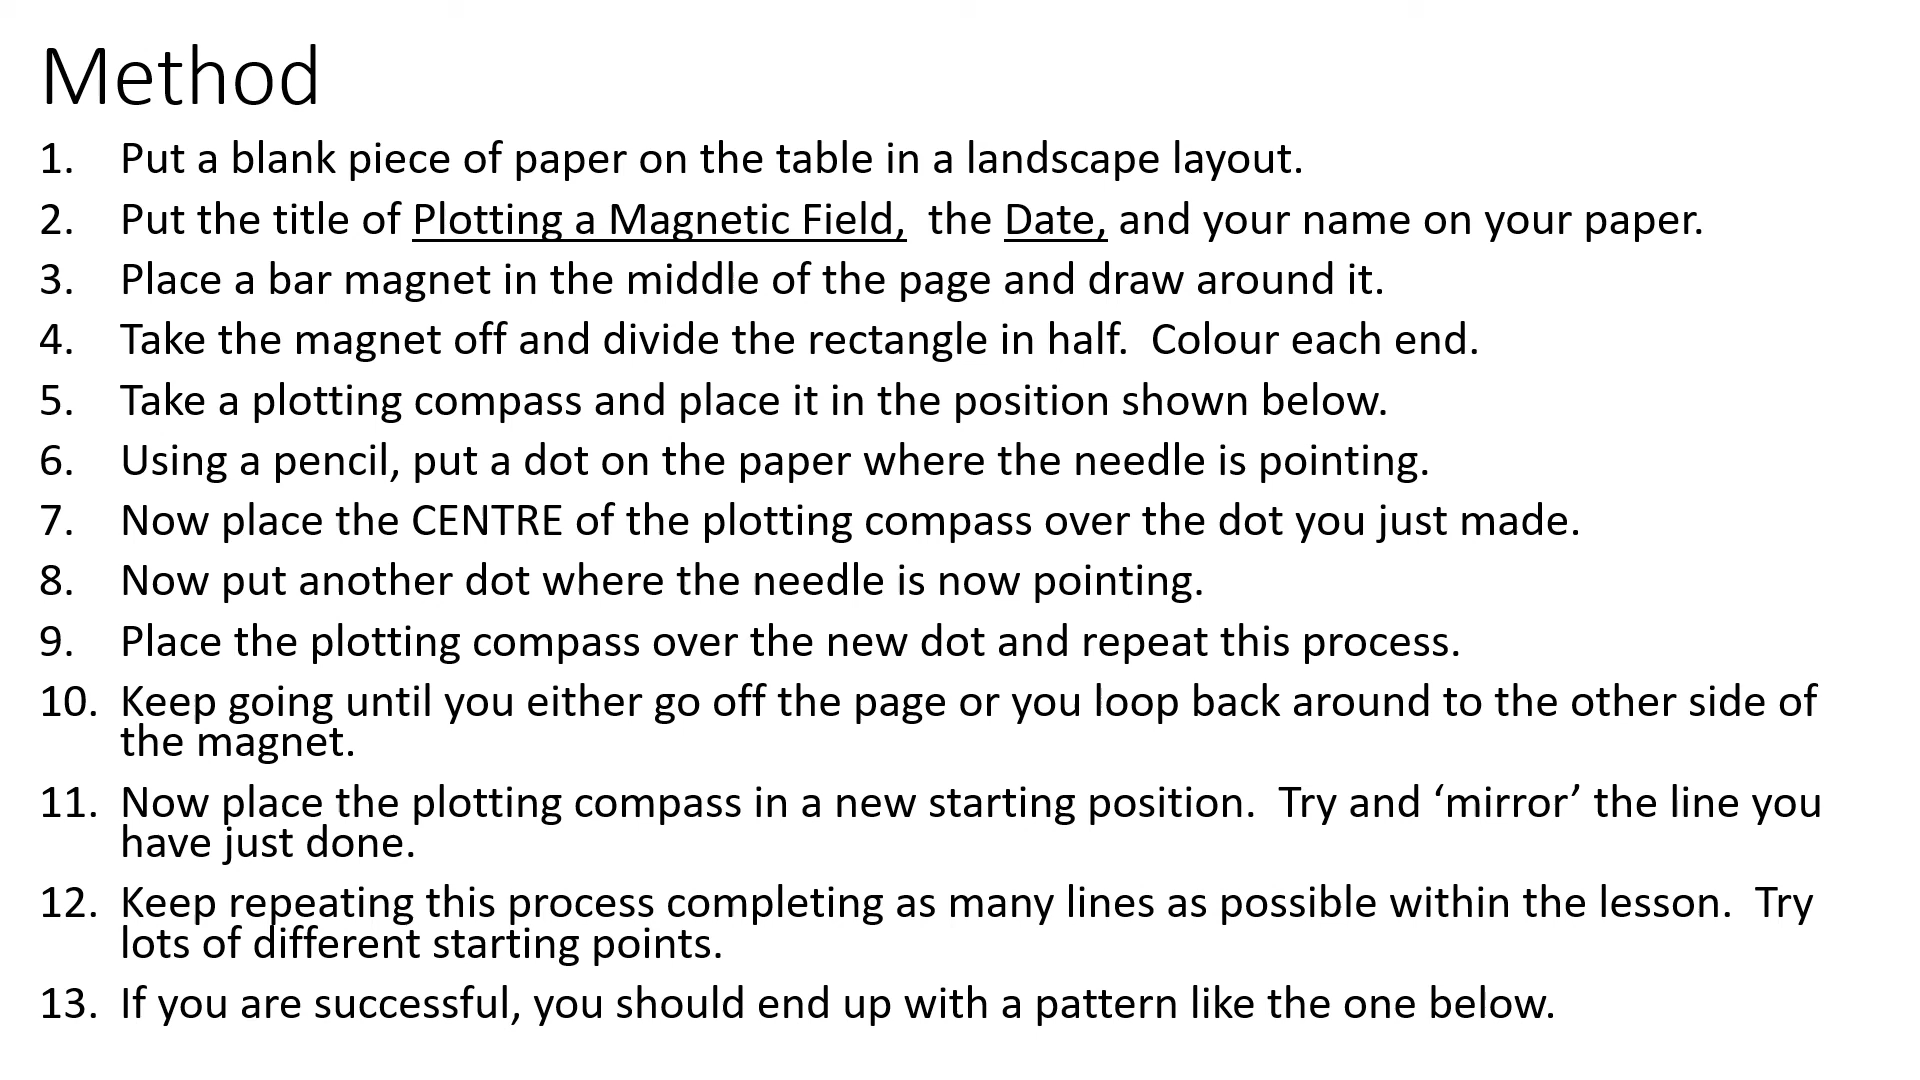 Method
1. Put a blank piece of paper on the table in a landscape layout.
2. Put the title of Plotting a Magnetic Field,  the Date, and your name on your paper.
3. Place a bar magnet in the middle of the page and draw around it.
4. Take the magnet off and divide the rectangle in half.  Colour each end.
5. Take a plotting compass and place it in the position shown below.
6. Using a pencil, put a dot on the paper where the needle is pointing.
7. Now place the CENTRE of the plotting compass over the dot you just made.
8. Now put another dot where the needle is now pointing.
9. Place the plotting compass over the new dot and repeat this process.
10. Keep going until you either go off the page or you loop back around to the other side of
the magnet.
11. Now place the plotting compass in a new starting position.  Try and ‘mirror’ the line you
have just done.
12. Keep repeating this process completing as many lines as possible within the lesson.  Try
lots of different starting points.
13. If you are successful, you should end up with a pattern like the one below.